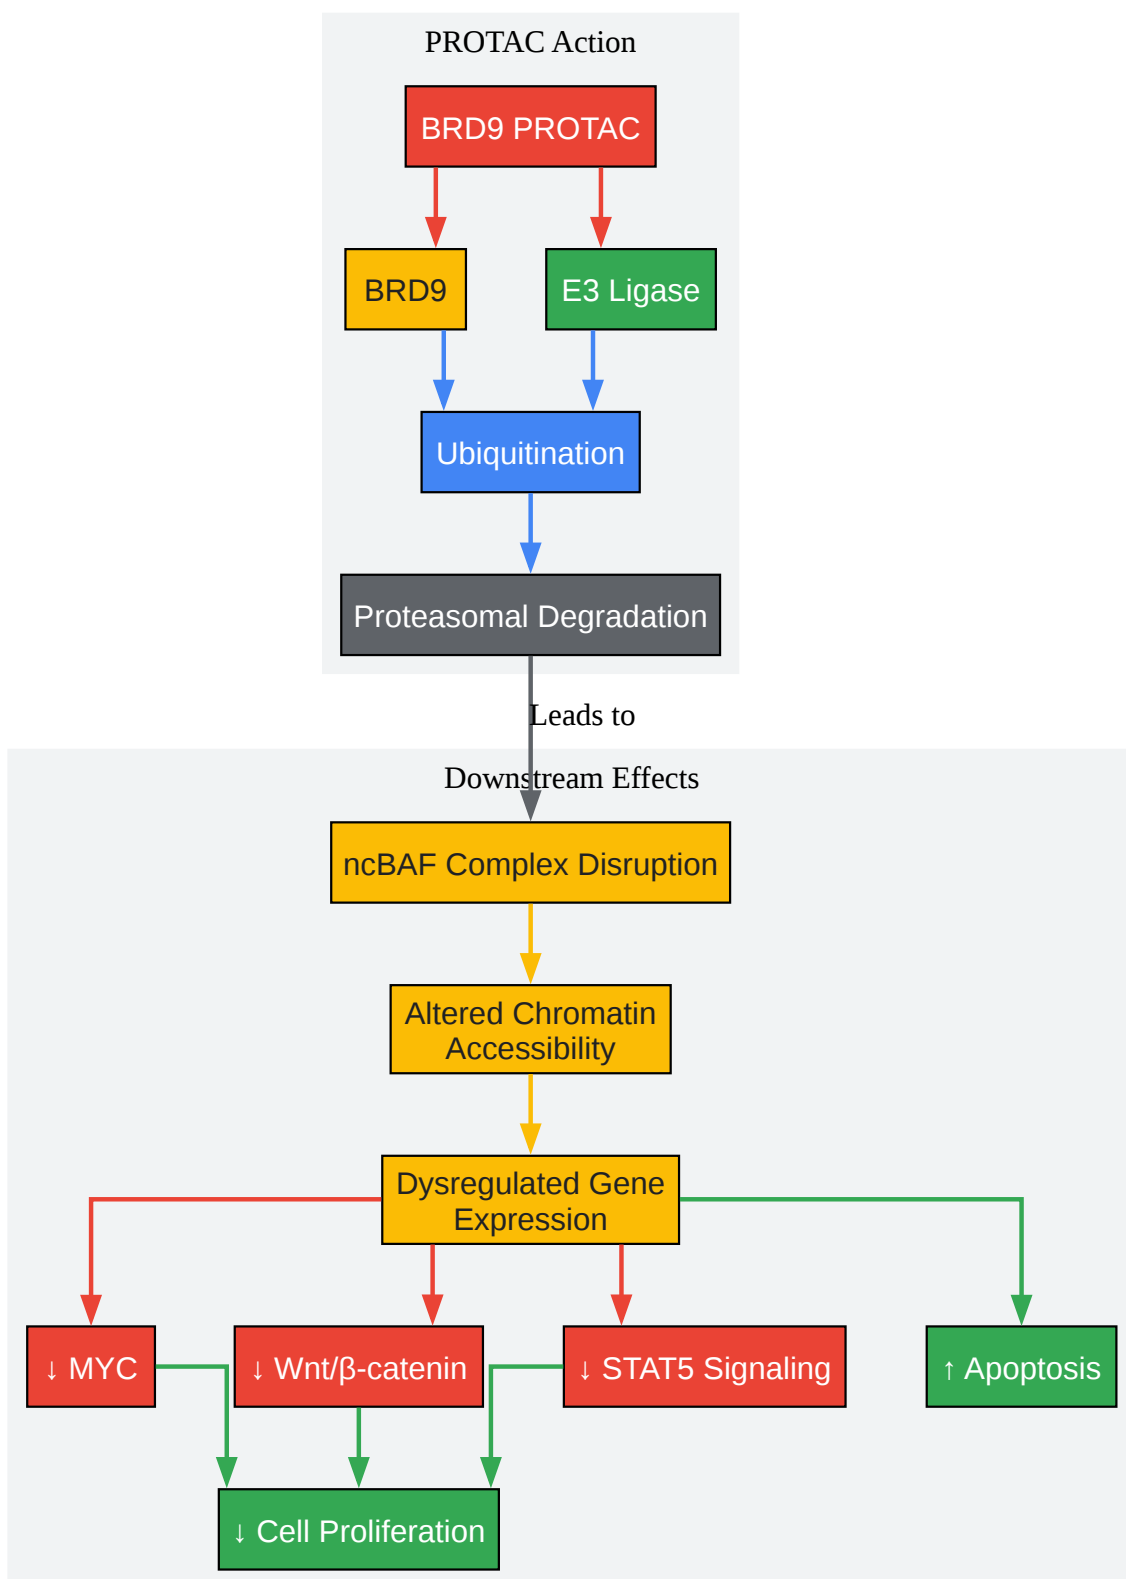 PROTAC Action
BRD9 PROTAC
BRD9
E3 Ligase
Ubiquitination
Proteasomal Degradation
Leads to
Downstream Effects
ncBAF Complex Disruption
Altered Chromatin
Accessibility
Dysregulated Gene
Expression
↓ MYC
↓ Wnt/β-catenin
↓ STAT5 Signaling
↑ Apoptosis
↓ Cell Proliferation